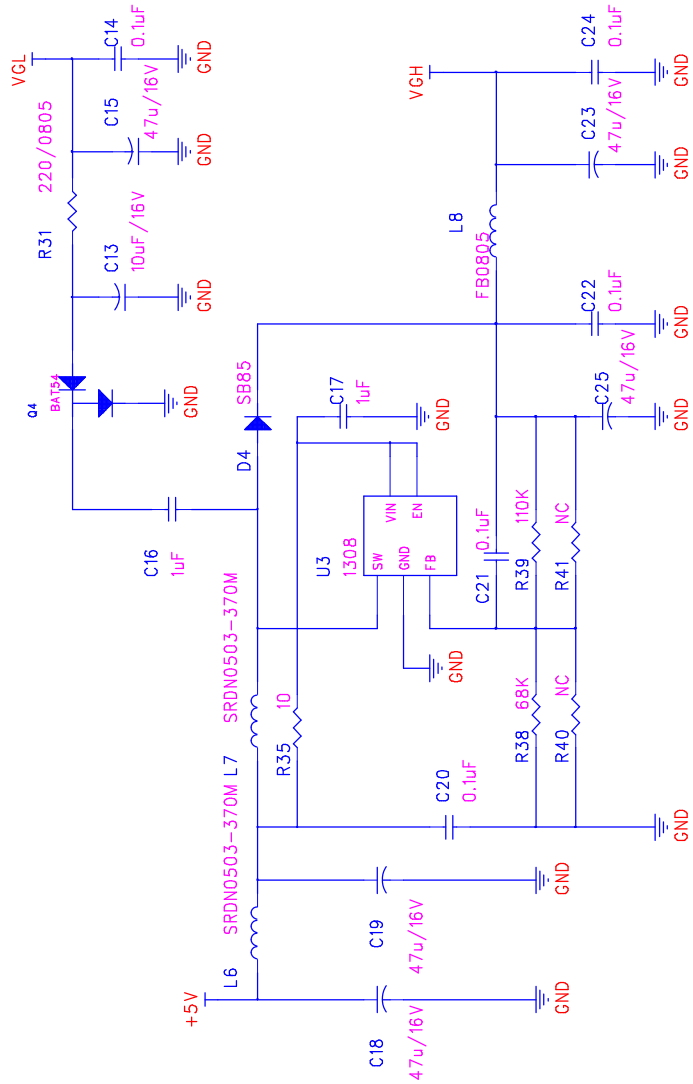 VGL
C14
0.1uF
GND
C15
47u/16V
GND
220/0805
R31
C13
10uF/16V
GND
Q4
BAT54
GND
C16
1uF
SB85
D4
C17
1uF
GND
U3
1308
SW
GND
FB
VIN
EN
GND
VGH
C24
0.1uF
GND
C23
47u/16V
GND
L8
FB0805
C22
0.1uF
GND
C25
47u/16V
GND
C21
0.1uF
R39
110K
R41
NC
R38
68K
R40
NC
GND
SRDN0503-370M
L7
R35
10
C20
0.1uF
SRDN0503-370M
L6
+5V
C19
47u/16V
GND
C18
47u/16V
GND